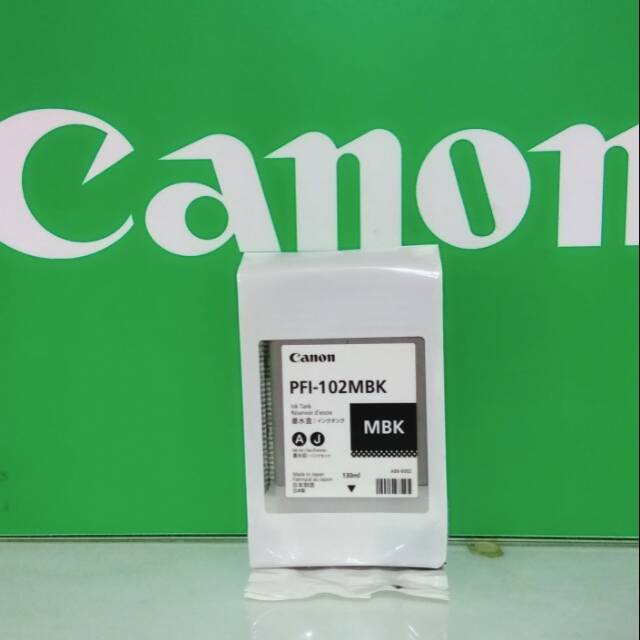 Canon
Canon
PFI-102MBK
Ink Tank
Réservoir d'encre
墨水盒/インクタンク
MBK
A J
Made in Japan
Fabriqué au Japon
日本制造
日本製
130ml